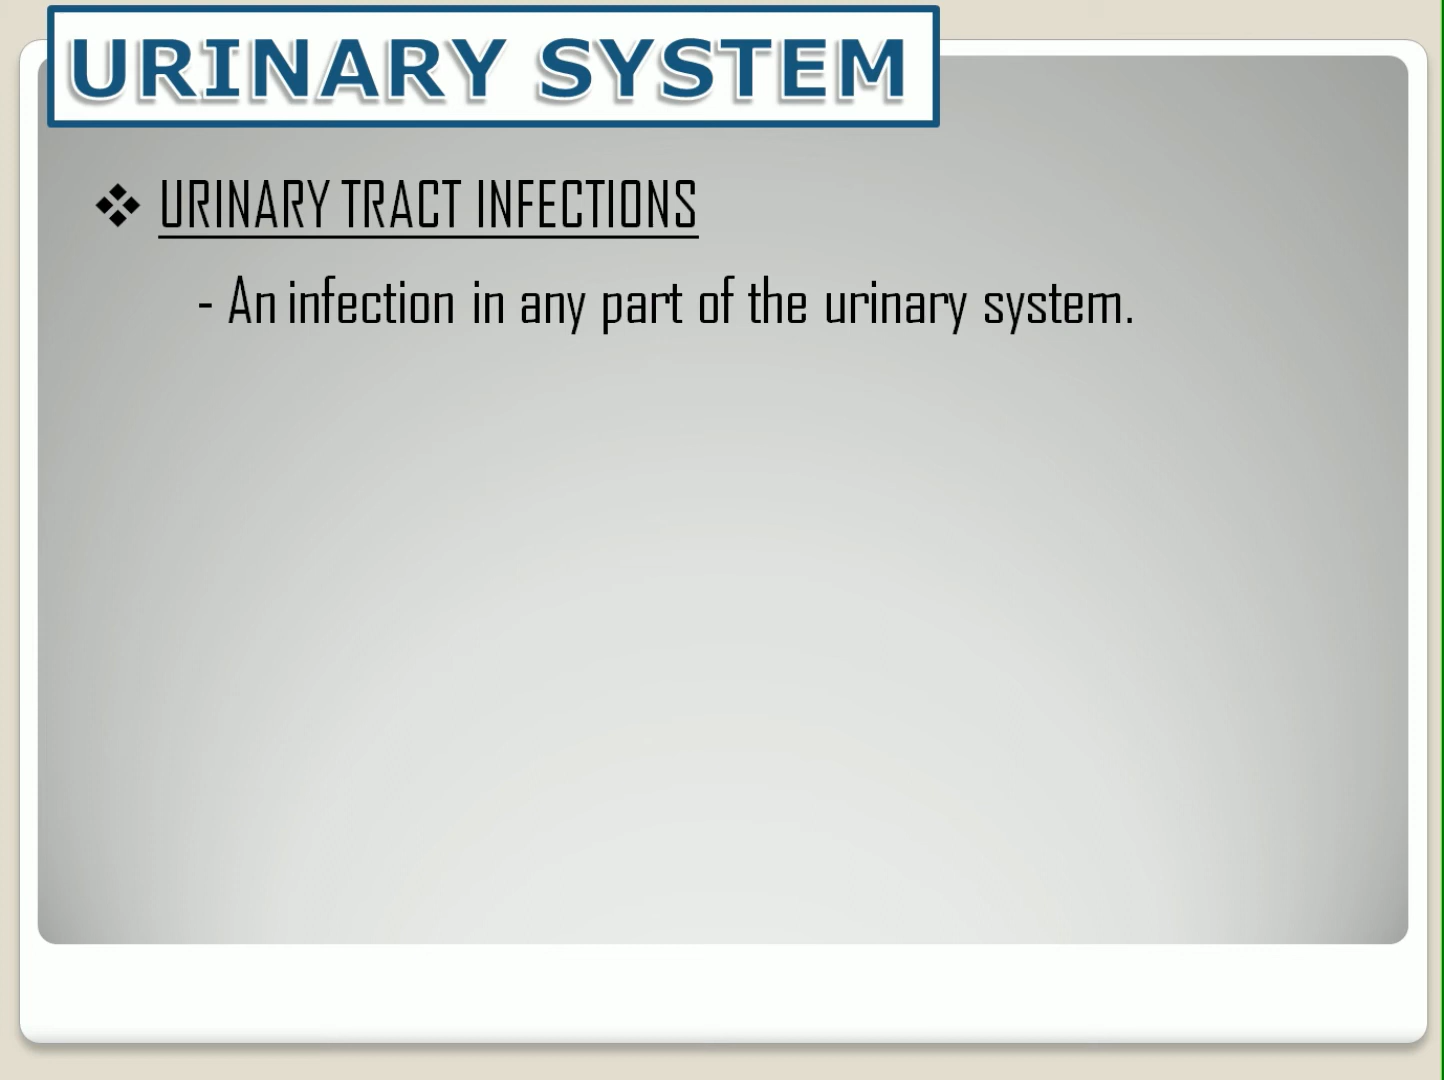 URINARY SYSTEM
❖ URINARY TRACT INFECTIONS
- An infection in any part of the urinary system.